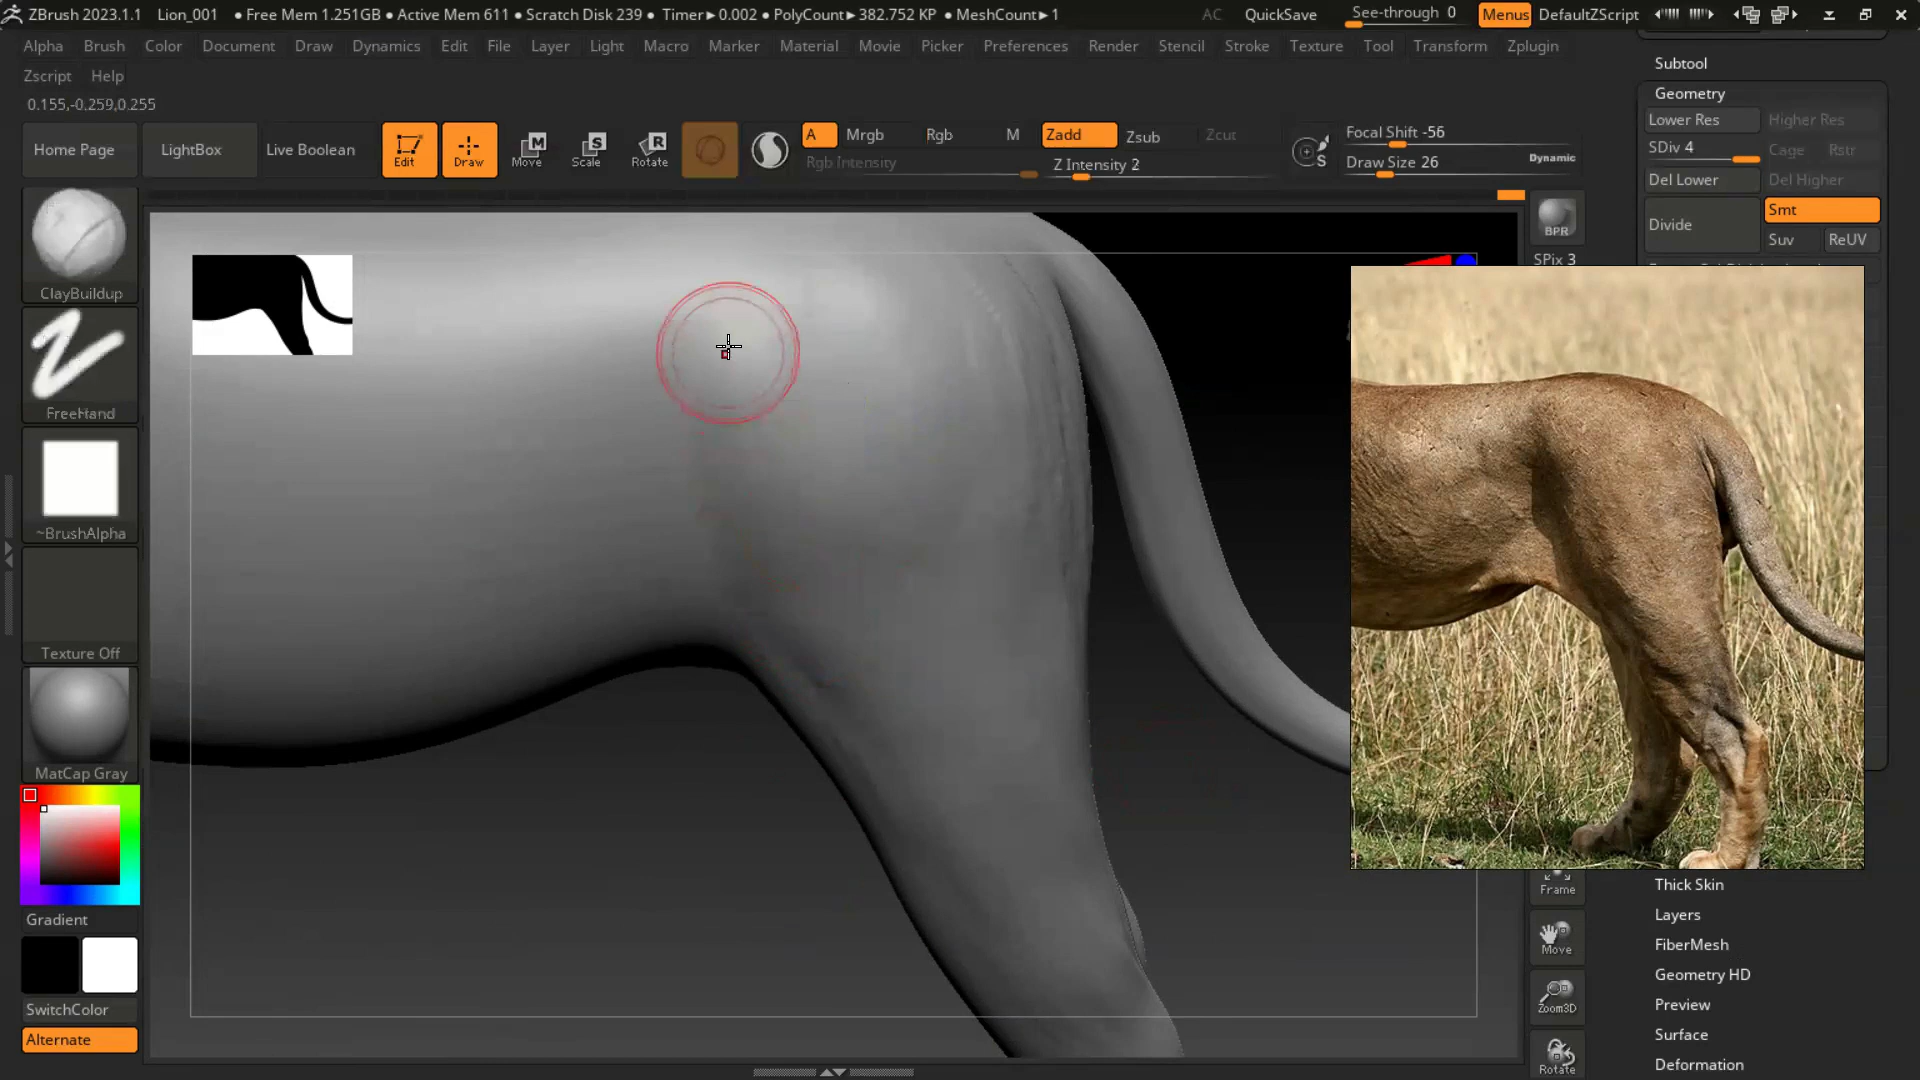 ZBrush 2023.1.1 Lion_001 ● Free Mem 1.251GB ● Active Mem 611 ● Scratch Disk 239 ● Timer►0.002 ● PolyCount►382.752 KP ● MeshCount►1 AC QuickSave See-through 0 Menus DefaultZScript
Alpha Brush Color Document Draw Dynamics Edit File Layer Light Macro Marker Material Movie Picker Preferences Render Stencil Stroke Texture Tool Transform Zplugin
Zscript Help
0.155,-0.259,0.255
Home Page LightBox Live Boolean Edit Draw Move Scale Rotate
A Mrgb Rgb M Zadd Zsub Zcut
Rgb Intensity Z Intensity 2
Focal Shift -56
Draw Size 26 Dynamic
ClayBuildup
FreeHand
~BrushAlpha
Texture Off
MatCap Gray
Gradient
SwitchColor
Alternate
BPR
SPix 3
Frame
Move
Zoom3D
Rotate
Subtool
Geometry
Lower Res Higher Res
SDiv 4 Cage Rstr
Del Lower Del Higher
Divide Smt
Suv ReUV
Thick Skin
Layers
FiberMesh
Geometry HD
Preview
Surface
Deformation